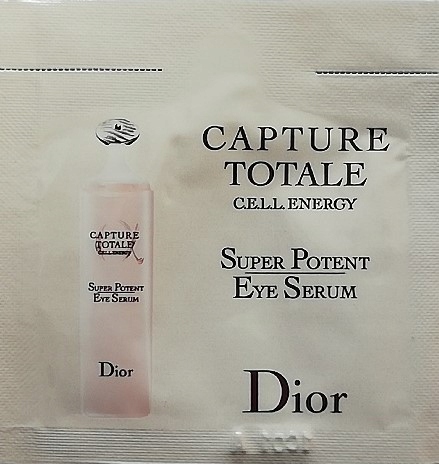 CAPTURE
TOTALE
C.E.L.L. ENERGY
SUPER POTENT
EYE SERUM
Dior
CAPTURE
TOTALE
C.E.L.L. ENERGY
SUPER POTENT
EYE SERUM
Dior